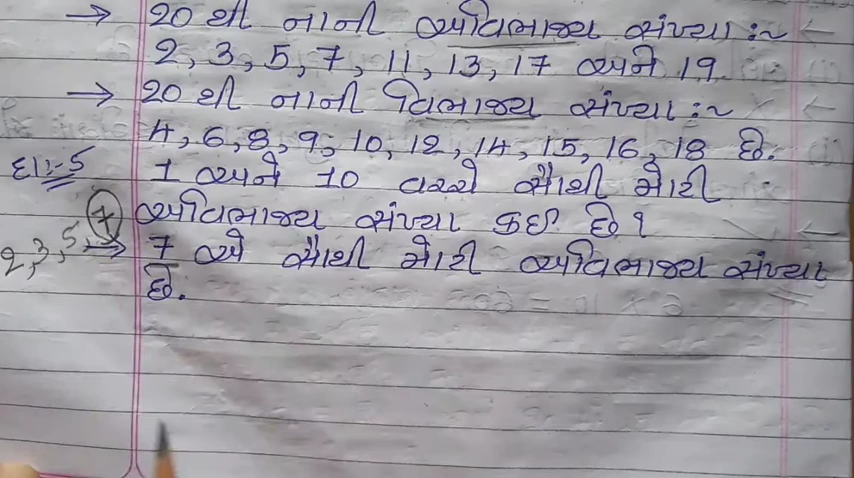 → 20 થી નાની અવિભાજ્ય સંખ્યા :~
2, 3, 5, 7, 11, 13, 17 અને 19
→ 20 થી નાની વિભાજ્ય સંખ્યા :~
4, 6, 8, 9, 10, 12, 14, 15, 16, 18 છે.
દા:-5 1 અને 10 વચ્ચે સૌથી મોટી
અવિભાજ્ય સંખ્યા કઈ છે?
2, 3, 5, 7
→ 7 એ સૌથી મોટી અવિભાજ્ય સંખ્યા
છે.